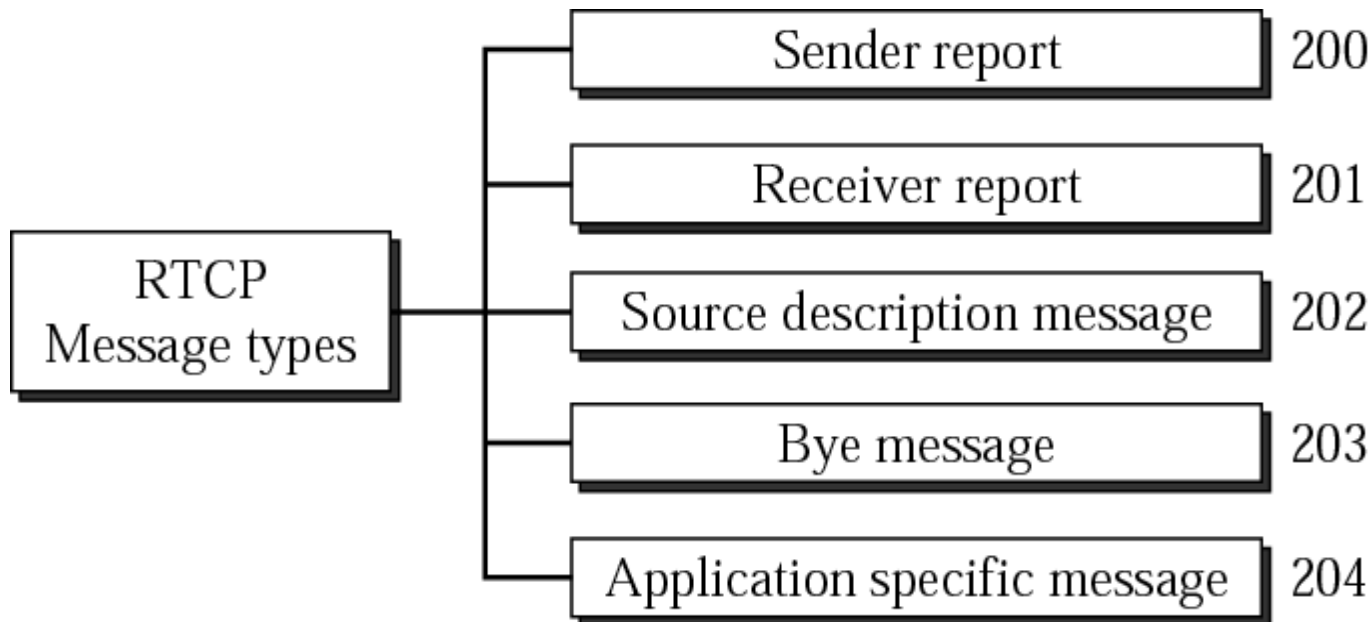 Sender report 200
Receiver report 201
RTCP
Message types
Source description message 202
Bye message 203
Application specific message 204